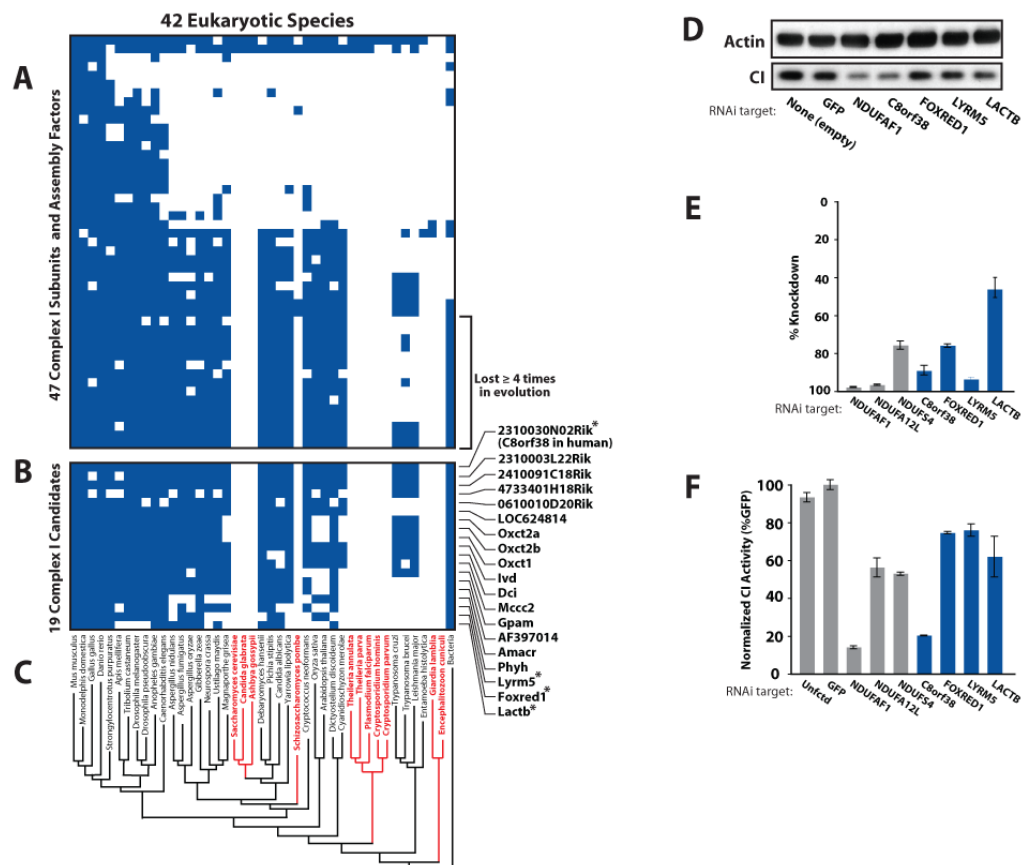 42 Eukaryotic Species
A
47 Complex I Subunits and Assembly Factors
Lost ≥ 4 times
in evolution
B
19 Complex I Candidates
2310030N02Rik*
(C8orf38 in human)
2310003L22Rik
2410091C18Rik
4733401H18Rik
0610010D20Rik
LOC624814
Oxct2a
Oxct2b
Oxct1
Ivd
Dci
Mccc2
Gpam
AF397014
Amacr
Phyh
Lyrm5*
Foxred1*
Lactb*
C
Mus musculus
Monodelphis domestica
Gallus gallus
Danio rerio
Strongylocentrotus purpuratus
Apis mellifera
Tribolium castaneum
Drosophila melanogaster
Drosophila pseudoobscura
Anopheles gambiae
Caenorhabditis elegans
Aspergillus nidulans
Aspergillus fumigatus
Aspergillus oryzae
Gibberella zeae
Neurospora crassa
Ustilago maydis
Magnaporthe grisea
Saccharomyces cerevisiae
Candida glabrata
Ashbya gossypii
Debaryomyces hansenii
Pichia stipitis
Candida albicans
Yarrowia lipolytica
Schizosaccharomyces pombe
Cryptococcus neoformans
Oryza sativa
Arabidopsis thaliana
Dictyostelium discoleum
Cyanidioschyzon merolae
Theileria annulata
Theileria parva
Plasmodium falciparum
Cryptosporidium hominis
Cryptosporidium parvum
Trypanosoma cruzi
Trypanosoma brucei
Leishmania major
Entamoeba histolytica
Giardia lamblia
Encephalitozoon cuniculi
Bacteria
D
Actin
CI
RNAi target:
None (empty)
GFP
NDUFAF1
C8orf38
FOXRED1
LYRM5
LACTB
E
% Knockdown
0
20
40
60
80
100
RNAi target:
NDUFAF1
NDUFA12L
NDUFS4
C8orf38
FOXRED1
LYRM5
LACTB
F
Normalized CI Activity (%GFP)
100
80
60
40
20
0
RNAi target:
Unfctd
GFP
NDUFAF1
NDUFA12L
NDUFS4
C8orf38
FOXRED1
LYRM5
LACTB